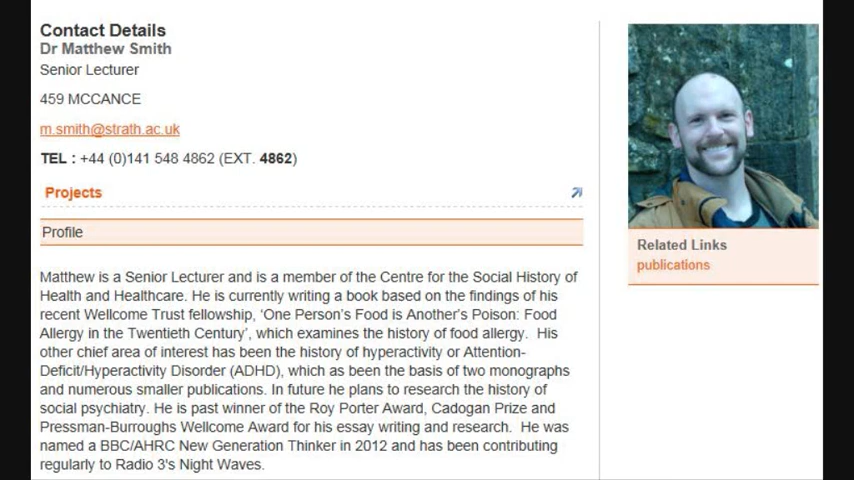 Contact Details
Dr Matthew Smith
Senior Lecturer
459 MCCANCE
m.smith@strath.ac.uk
TEL : +44 (0)141 548 4862 (EXT. 4862)
Projects
Profile
Matthew is a Senior Lecturer and is a member of the Centre for the Social History of
Health and Healthcare. He is currently writing a book based on the findings of his
recent Wellcome Trust fellowship, ‘One Person’s Food is Another’s Poison: Food
Allergy in the Twentieth Century’, which examines the history of food allergy.  His
other chief area of interest has been the history of hyperactivity or Attention-
Deficit/Hyperactivity Disorder (ADHD), which as been the basis of two monographs
and numerous smaller publications. In future he plans to research the history of
social psychiatry. He is past winner of the Roy Porter Award, Cadogan Prize and
Pressman-Burroughs Wellcome Award for his essay writing and research.  He was
named a BBC/AHRC New Generation Thinker in 2012 and has been contributing
regularly to Radio 3's Night Waves.
Related Links
publications